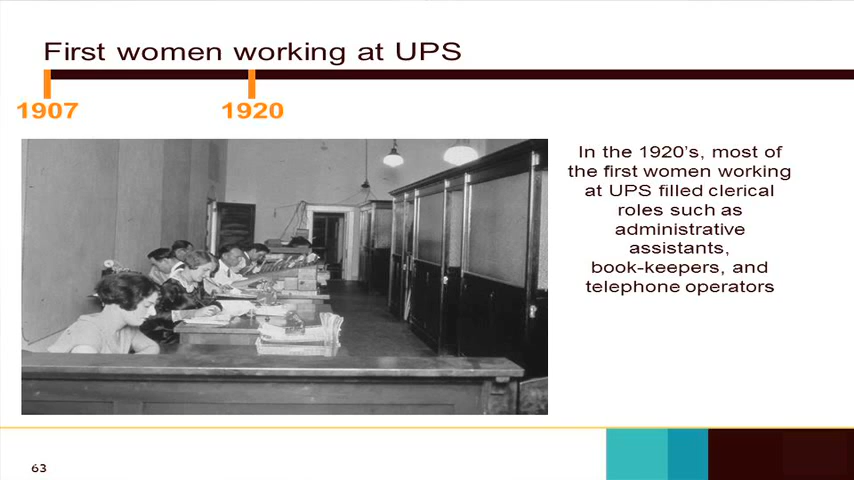 First women working at UPS
1907
1920
In the 1920's, most of
the first women working
at UPS filled clerical
roles such as
administrative
assistants,
book-keepers, and
telephone operators
63